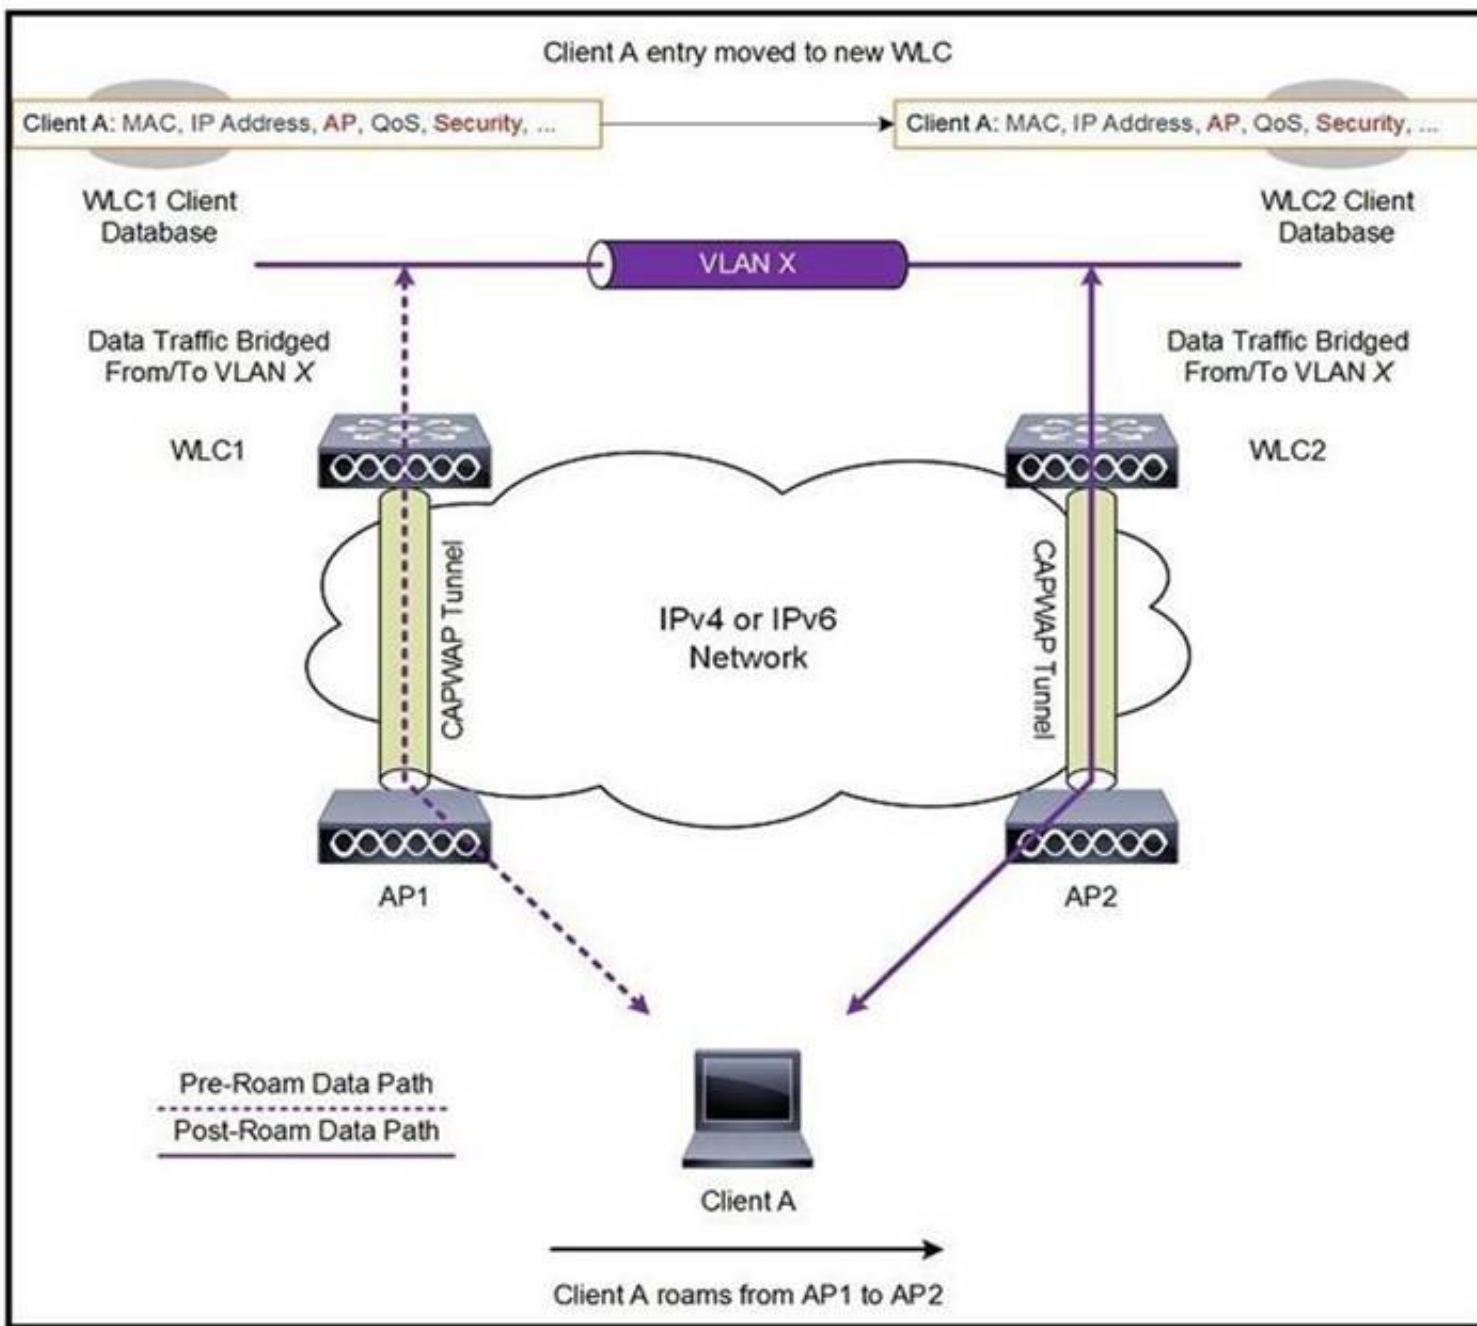 Client A entry moved to new WLC
Client A: MAC, IP Address, AP, QoS, Security, ...
Client A: MAC, IP Address, AP, QoS, Security, ...
WLC1 Client
Database
WLC2 Client
Database
VLAN X
Data Traffic Bridged
From/To VLAN X
Data Traffic Bridged
From/To VLAN X
WLC1
WLC2
CAPWAP Tunnel
CAPWAP Tunnel
IPv4 or IPv6
Network
AP1
AP2
Pre-Roam Data Path
Post-Roam Data Path
Client A
Client A roams from AP1 to AP2